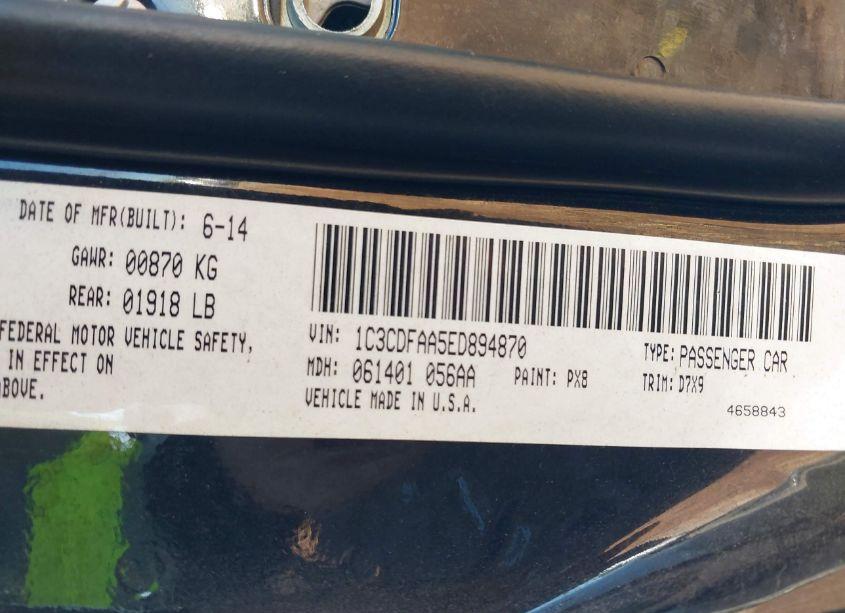 DATE OF MFR(BUILT): 6-14
GAWR: 00870 KG
REAR: 01918 LB
FEDERAL MOTOR VEHICLE SAFETY,
IN EFFECT ON
ABOVE.
VIN: 1C3CDFAA5ED894870
TYPE: PASSENGER CAR
MDH: 061401 056AA PAINT: PX8 TRIM: D7X9
VEHICLE MADE IN U.S.A.
4658843